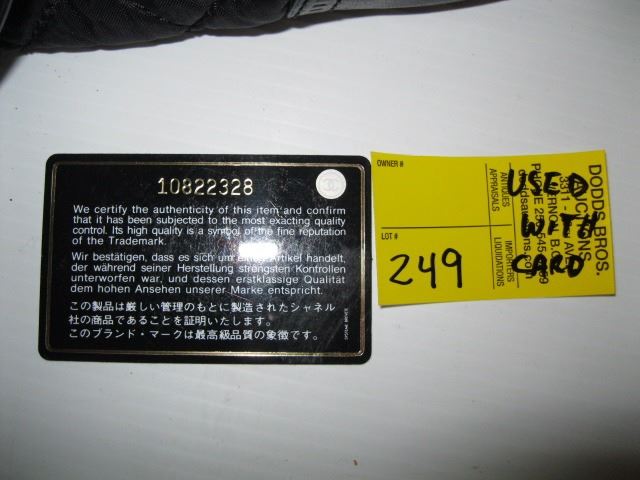 10822328
We certify the authenticity of this item and confirm
that it has been subjected to the most exacting quality
control. Its high quality is a symbol of the fine reputation
of the Trademark.
Wir bestätigen, dass es sich um einen Artikel handelt,
der während seiner Herstellung strengsten Kontrollen
unterworfen war, und dessen erstklassige Qualität
dem hohen Ansehen unserer Marke entspricht.
この製品は厳しい管理のもとに製造されたシャネル
社の商品であることを証明いたします。
このブランド・マークは最高級品質の象徴です。
OWNER #
LOT #
249
ANTIQUES
APPRAISALS
IMPORTERS
LIQUIDATIONS
DODDS BROS.
AUCTIONS
3311 -
VERNON, B.C.
USED
WITH
CARD